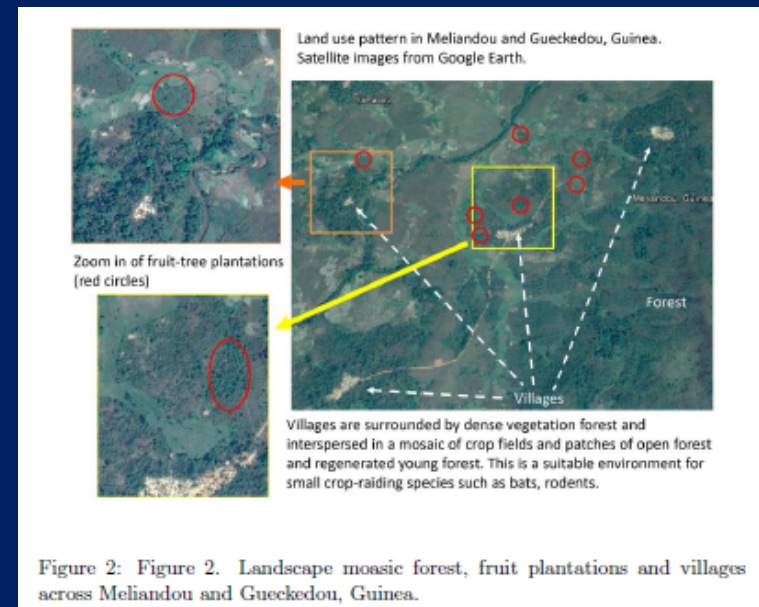 Land use pattern in Meliandou and Gueckedou, Guinea.
Satellite images from Google Earth.
Meliandou Guinea
Zoom in of fruit-tree plantations
(red circles)
Forest
Villages
Villages are surrounded by dense vegetation forest and
interspersed in a mosaic of crop fields and patches of open forest
and regenerated young forest. This is a suitable environment for
small crop-raiding species such as bats, rodents.
Figure 2: Figure 2. Landscape moasic forest, fruit plantations and villages
across Meliandou and Gueckedou, Guinea.